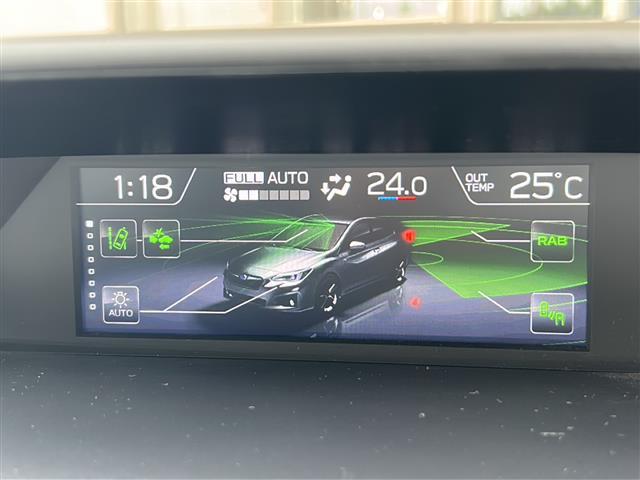 1:18
FULL AUTO
24.0
OUT
TEMP
25°C
RAB
AUTO